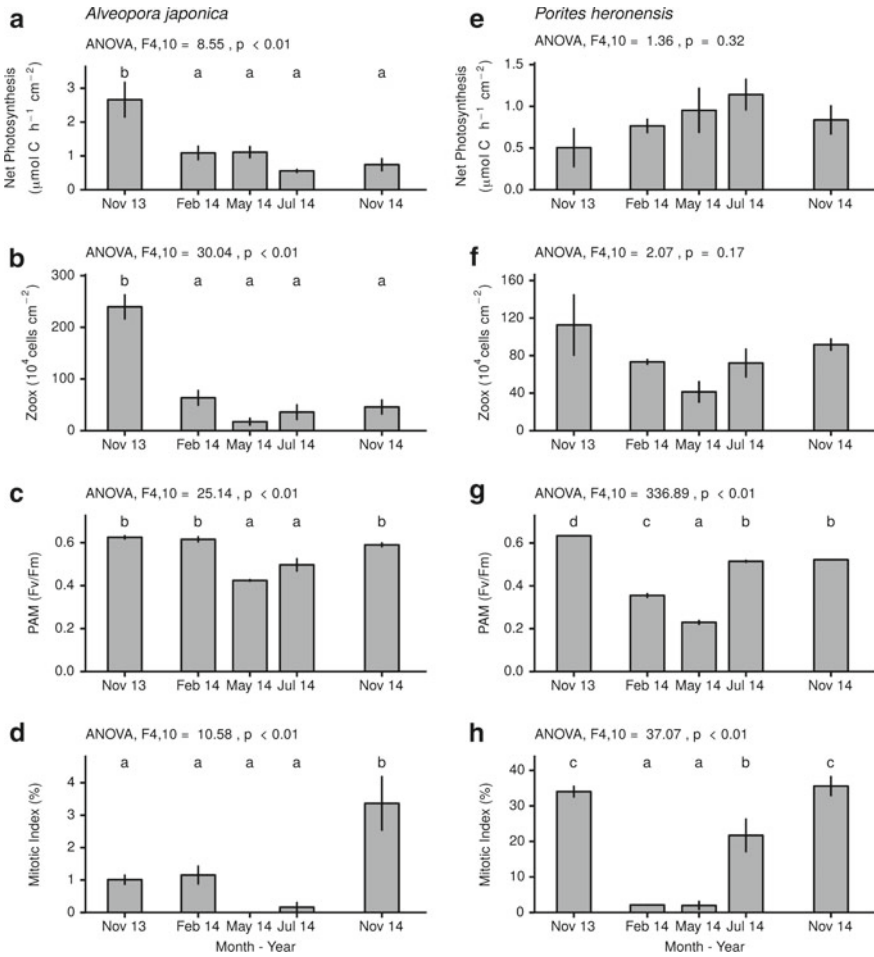 a
Alveopora japonica
ANOVA, F4,10 = 8.55 , p < 0.01
b a a a a
Net Photosynthesis
(μmol C h−1 cm−2)
3
2
1
0
Nov 13 Feb 14 May 14 Jul 14 Nov 14
b
ANOVA, F4,10 = 30.04 , p < 0.01
b a a a a
Zoox (10^4 cells cm−2)
300
200
100
0
Nov 13 Feb 14 May 14 Jul 14 Nov 14
c
ANOVA, F4,10 = 25.14 , p < 0.01
b b a a b
PAM (Fv/Fm)
0.6
0.4
0.2
0.0
Nov 13 Feb 14 May 14 Jul 14 Nov 14
d
ANOVA, F4,10 = 10.58 , p < 0.01
a a a a b
Mitotic Index (%)
4
3
2
1
0
Nov 13 Feb 14 May 14 Jul 14 Nov 14
Month - Year
e
Porites heronensis
ANOVA, F4,10 = 1.36 , p = 0.32
Net Photosynthesis
(μmol C h−1 cm−2)
1.5
1.0
0.5
0.0
Nov 13 Feb 14 May 14 Jul 14 Nov 14
f
ANOVA, F4,10 = 2.07 , p = 0.17
Zoox (10^4 cells cm−2)
160
120
80
40
0
Nov 13 Feb 14 May 14 Jul 14 Nov 14
g
ANOVA, F4,10 = 336.89 , p < 0.01
d c a b b
PAM (Fv/Fm)
0.6
0.4
0.2
0.0
Nov 13 Feb 14 May 14 Jul 14 Nov 14
h
ANOVA, F4,10 = 37.07 , p < 0.01
c a a b c
Mitotic Index (%)
40
30
20
10
0
Nov 13 Feb 14 May 14 Jul 14 Nov 14
Month - Year